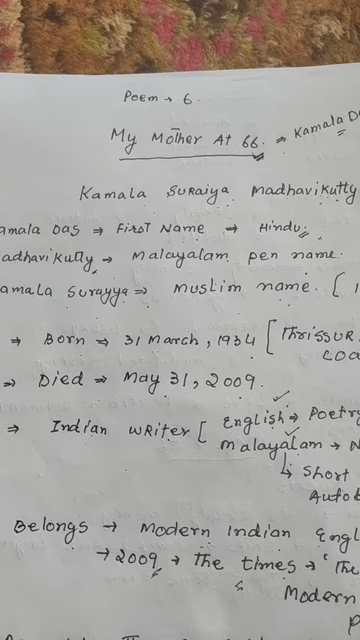 Poem → 6.
My Mother At 66. → Kamala D
Kamala Suraiya Madhavikutty
amala Das ⇒ First Name → Hindu.
adhavikutty → Malayalam pen name.
amala Surayya ⇒ Muslim name. [ 1
⇒ Born ⇒ 31 March, 1934 [ Thrissur
⇒ Died ⇒ May 31, 2009.
⇒ Indian writer [ English → Poetry
Malayalam → N
↳ Short
Autob
Belongs → Modern Indian Engl
→ 2009 → The times → "The
Modern
P